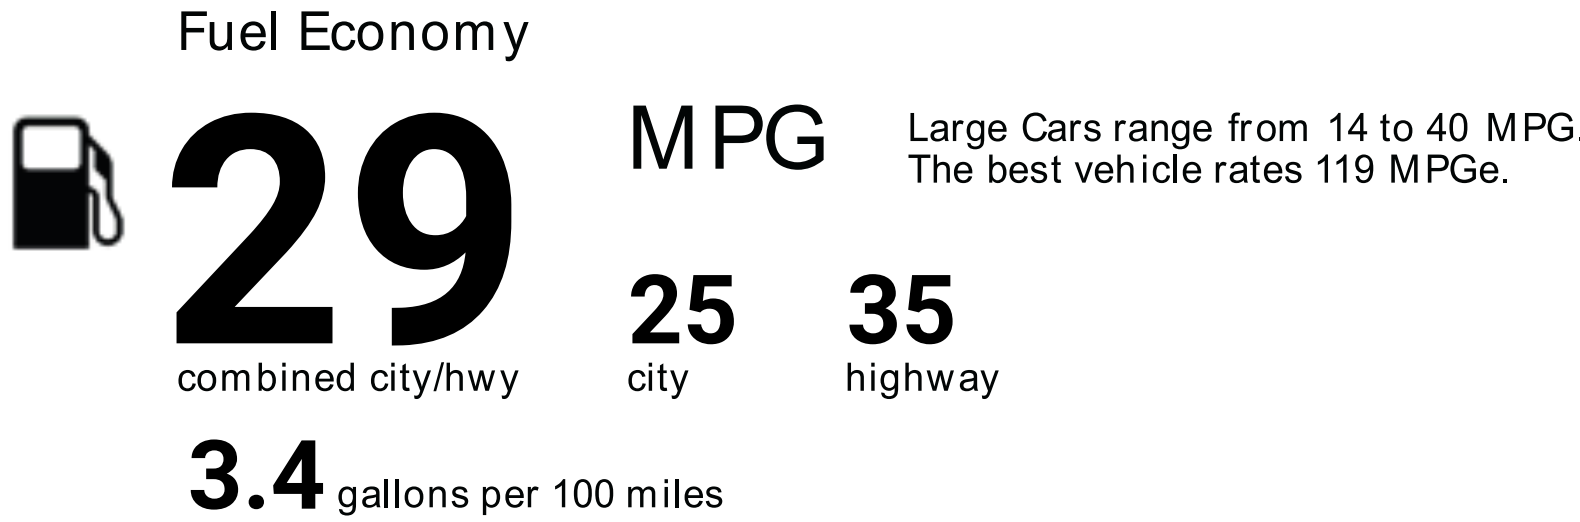 Fuel Economy
29 MPG
Large Cars range from 14 to 40 MPG.
The best vehicle rates 119 MPGe.
25 35
combined city/hwy city highway
3.4 gallons per 100 miles